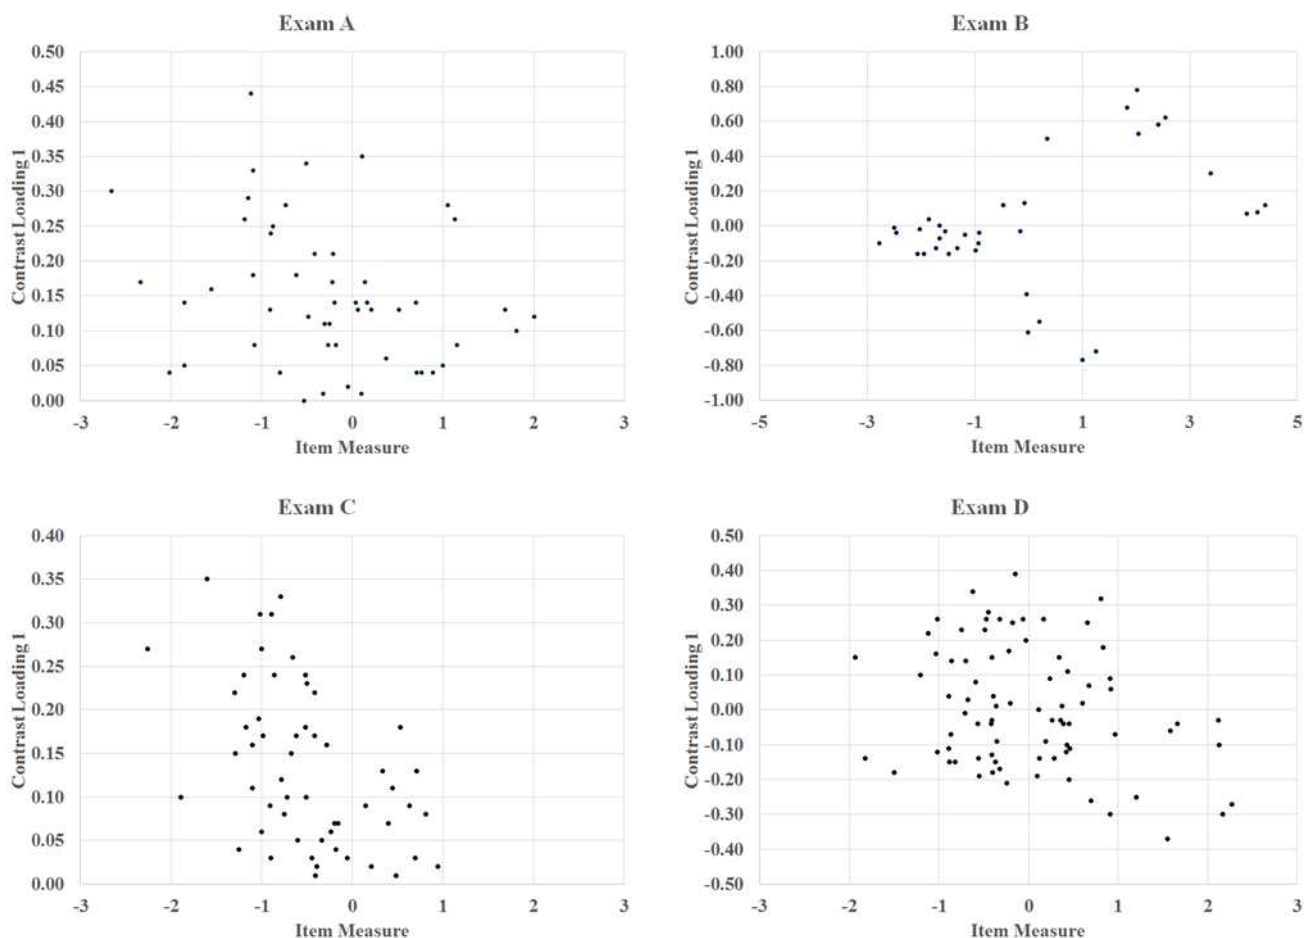 Exam A
0.50
0.45
0.40
0.35
0.30
0.25
0.20
0.15
0.10
0.05
0.00
Contrast Loading 1
-3 -2 -1 0 1 2 3
Item Measure
Exam B
1.00
0.80
0.60
0.40
0.20
0.00
-0.20
-0.40
-0.60
-0.80
-1.00
Contrast Loading 1
-5 -3 -1 1 3 5
Item Measure
Exam C
0.40
0.35
0.30
0.25
0.20
0.15
0.10
0.05
0.00
Contrast Loading 1
-3 -2 -1 0 1 2 3
Item Measure
Exam D
0.50
0.40
0.30
0.20
0.10
0.00
-0.10
-0.20
-0.30
-0.40
-0.50
Contrast Loading 1
-3 -2 -1 0 1 2 3
Item Measure